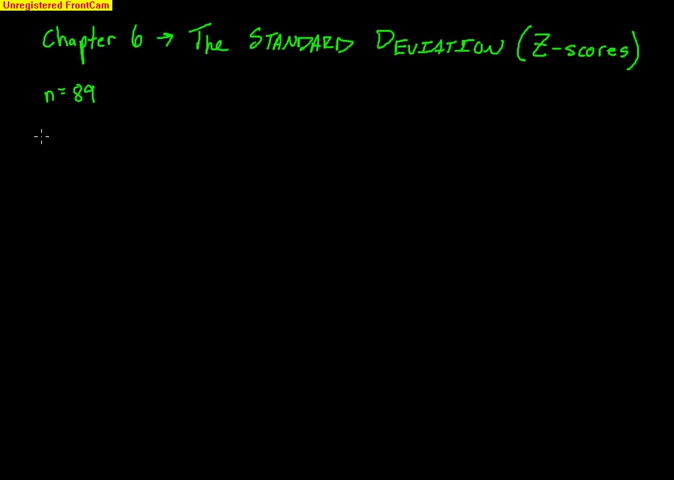 Unregistered FrontCam
Chapter 6 → The STANDARD DEVIATION (Z-scores)
n = 89